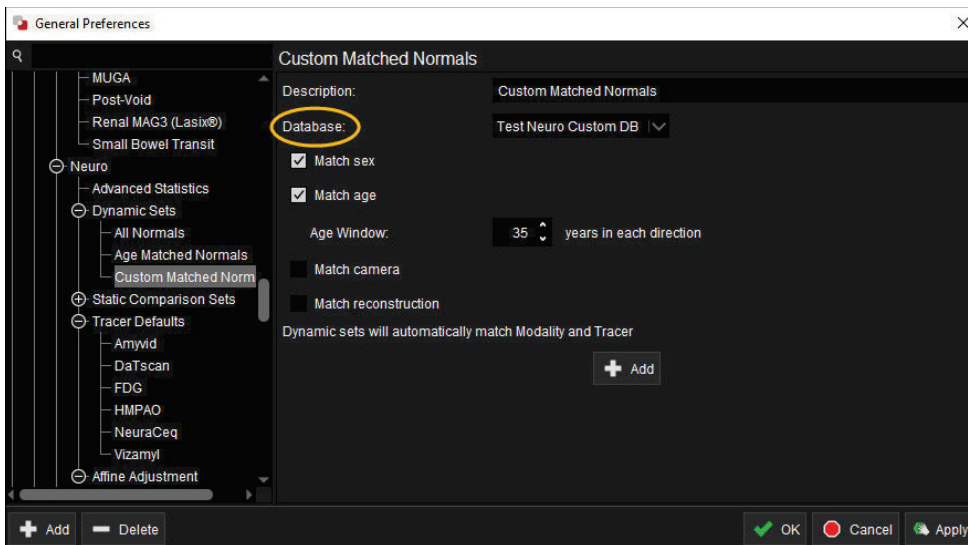 General Preferences
Custom Matched Normals
MUGA
Post-Void
Renal MAG3 (Lasix®)
Small Bowel Transit
Neuro
Advanced Statistics
Dynamic Sets
All Normals
Age Matched Normals
Custom Matched Norm
Static Comparison Sets
Tracer Defaults
Amyvid
DaTscan
FDG
HMPAO
NeuraCeq
Vizamyl
Affine Adjustment
Description: Custom Matched Normals
Database: Test Neuro Custom DB
Match sex
Match age
Age Window: 35 years in each direction
Match camera
Match reconstruction
Dynamic sets will automatically match Modality and Tracer
Add
Add Delete OK Cancel Apply